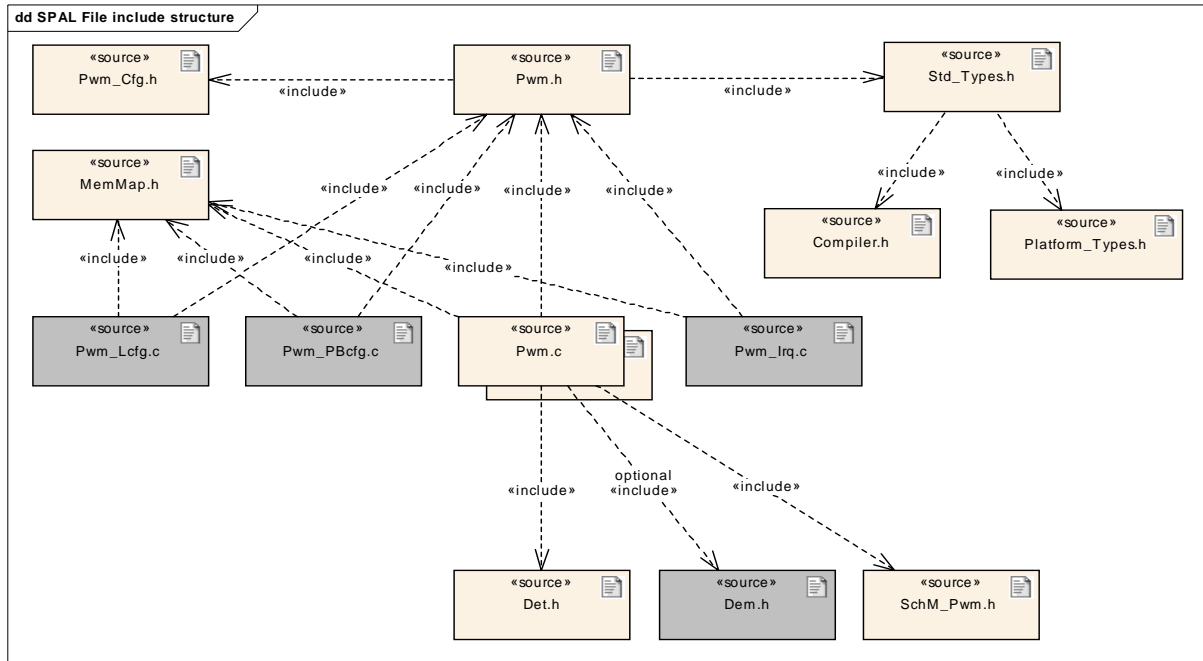 dd SPAL File include structure
«source»
Pwm_Cfg.h
«source»
Pwm.h
«source»
Std_Types.h
«include»
«include»
«source»
MemMap.h
«include»
«include»
«include»
«include»
«include»
«include»
«source»
Compiler.h
«source»
Platform_Types.h
«include»
«include»
«include»
«include»
«source»
Pwm_Lcfg.c
«source»
Pwm_PBcfg.c
«source»
Pwm.c
«source»
Pwm_Irq.c
«include»
optional
«include»
«include»
«source»
Det.h
«source»
Dem.h
«source»
SchM_Pwm.h